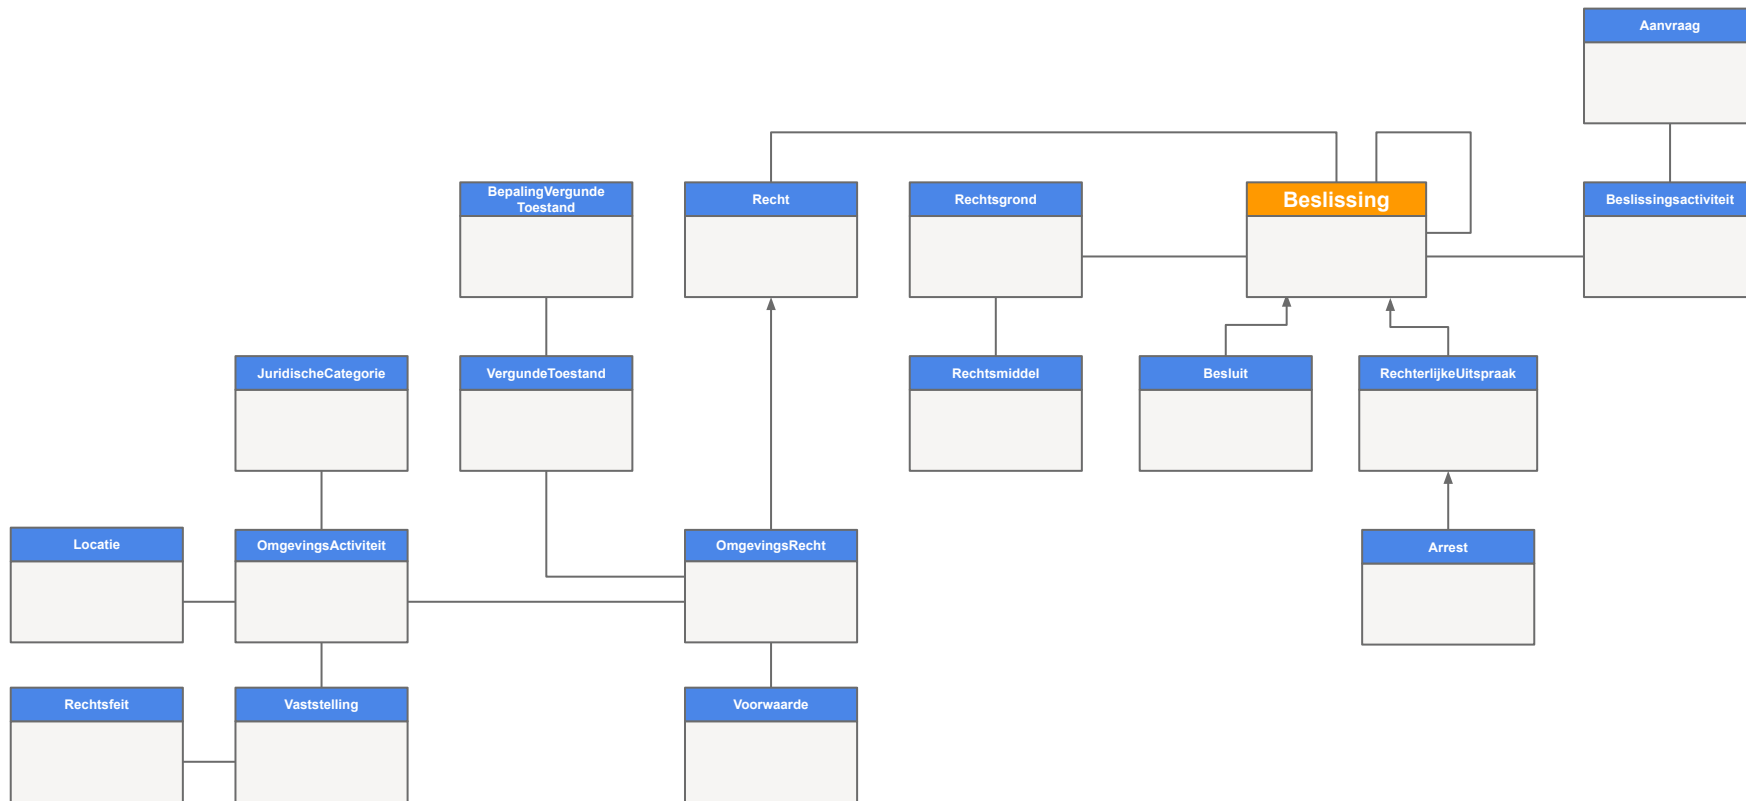 Aanvraag
BepalingVergunde
Toestand
Recht
Rechtsgrond
Beslissing
Beslissingsactiviteit
JuridischeCategorie
VergundeToestand
Rechtsmiddel
Besluit
RechterlijkeUitspraak
Locatie
OmgevingsActiviteit
OmgevingsRecht
Arrest
Rechtsfeit
Vaststelling
Voorwaarde